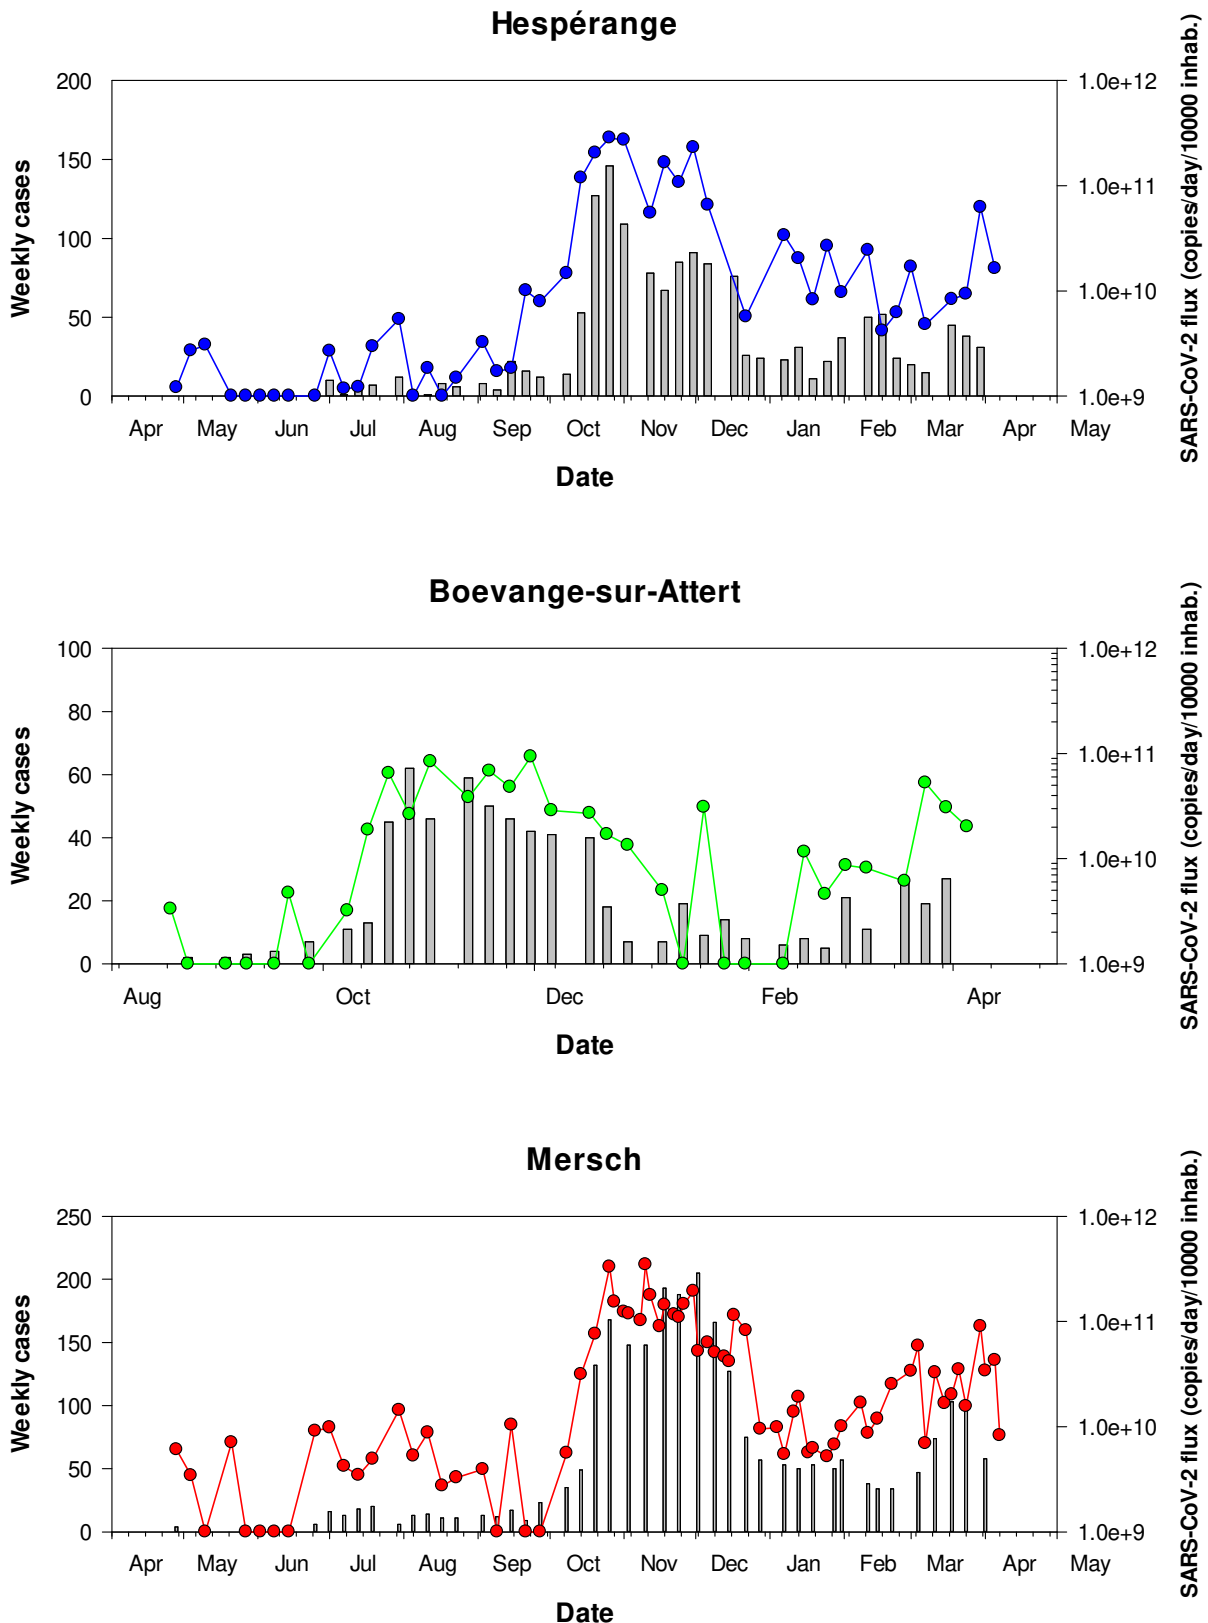 Hespérange
200
150
100
50
0
1.0e+12
1.0e+11
1.0e+10
1.0e+9
Weekly cases
SARS-CoV-2 flux (copies/day/10000 inhab.)
Apr May Jun Jul Aug Sep Oct Nov Dec Jan Feb Mar Apr May
Date
Boevange-sur-Attert
100
80
60
40
20
0
1.0e+12
1.0e+11
1.0e+10
1.0e+9
Weekly cases
SARS-CoV-2 flux (copies/day/10000 inhab.)
Aug Oct Dec Feb Apr
Date
Mersch
250
200
150
100
50
0
1.0e+12
1.0e+11
1.0e+10
1.0e+9
Weekly cases
SARS-CoV-2 flux (copies/day/10000 inhab.)
Apr May Jun Jul Aug Sep Oct Nov Dec Jan Feb Mar Apr May
Date